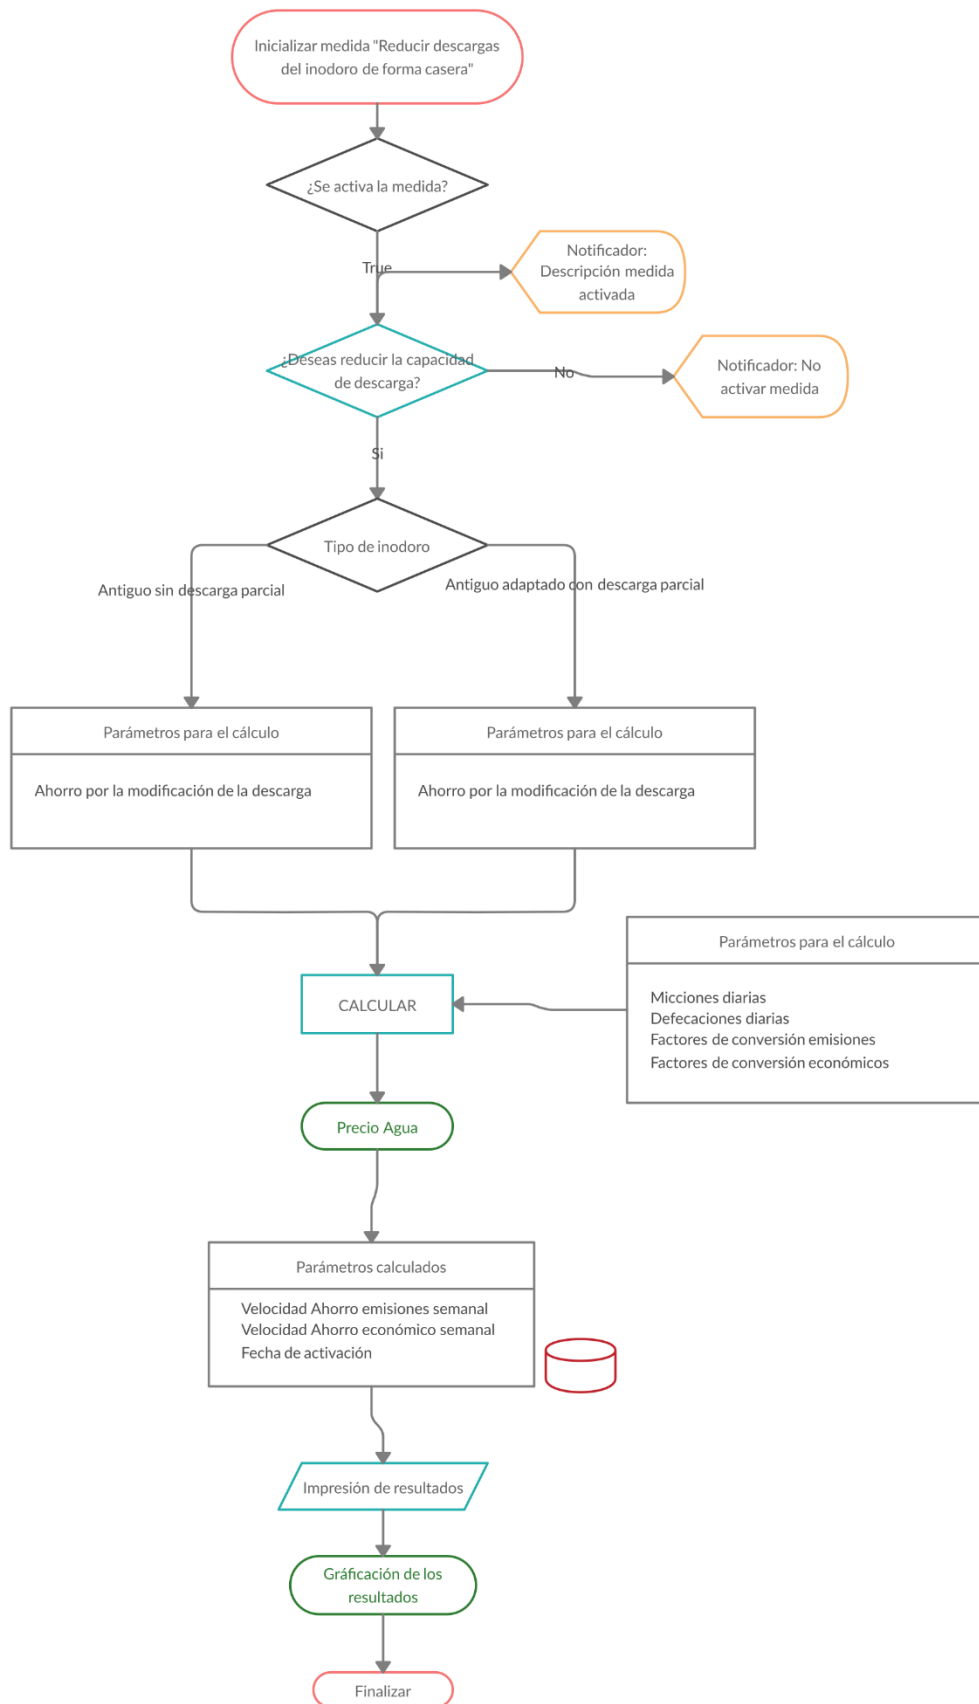 Inicializar medida "Reducir descargas
del inodoro de forma casera"
¿Se activa la medida?
True
Notificador:
Descripción medida
activada
¿Deseas reducir la capacidad
de descarga?
No
Notificador: No
activar medida
Si
Tipo de inodoro
Antiguo sin descarga parcial
Antiguo adaptado con descarga parcial
Parámetros para el cálculo
Ahorro por la modificación de la descarga
Parámetros para el cálculo
Ahorro por la modificación de la descarga
CALCULAR
Parámetros para el cálculo
Micciones diarias
Defecaciones diarias
Factores de conversión emisiones
Factores de conversión económicos
Precio Agua
Parámetros calculados
Velocidad Ahorro emisiones semanal
Velocidad Ahorro económico semanal
Fecha de activación
Impresión de resultados
Gráficación de los
resultados
Finalizar